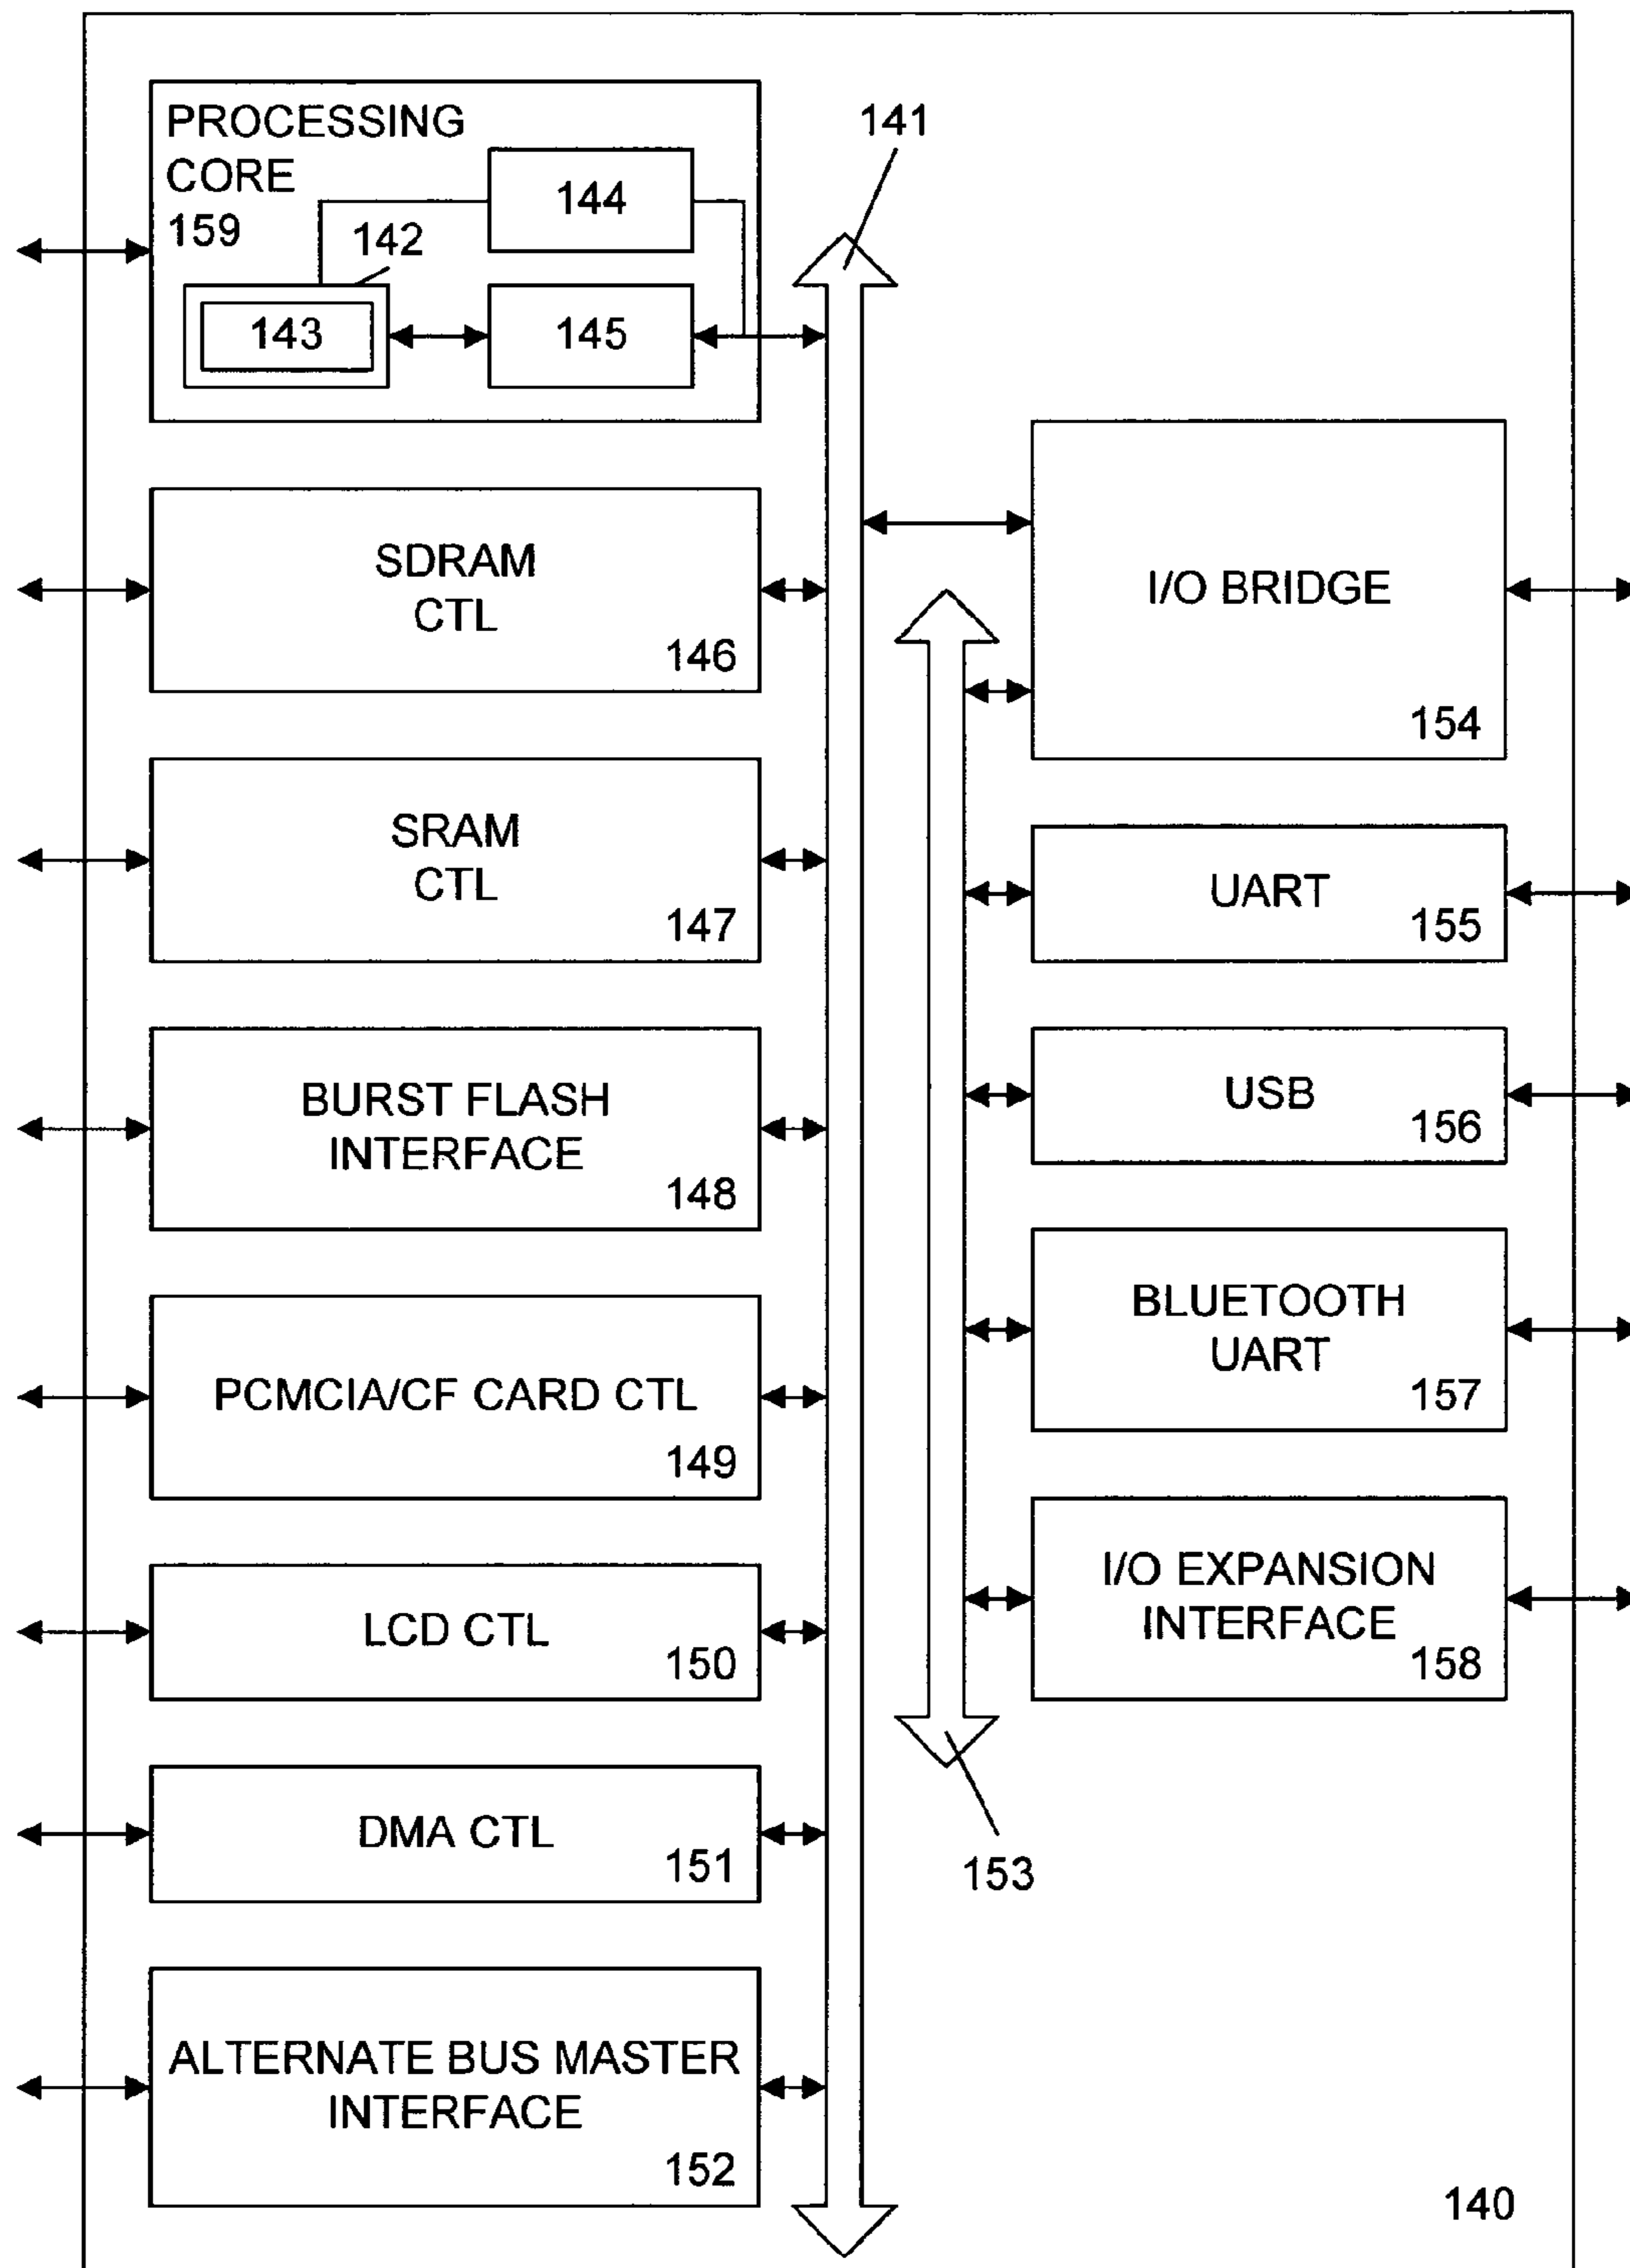 PROCESSING
CORE
159
142
144
143
145
141
SDRAM
CTL
146
SRAM
CTL
147
BURST FLASH
INTERFACE
148
PCMCIA/CF CARD CTL
149
LCD CTL
150
DMA CTL
151
ALTERNATE BUS MASTER
INTERFACE
152
I/O BRIDGE
154
UART
155
USB
156
BLUETOOTH
UART
157
I/O EXPANSION
INTERFACE
158
153
140